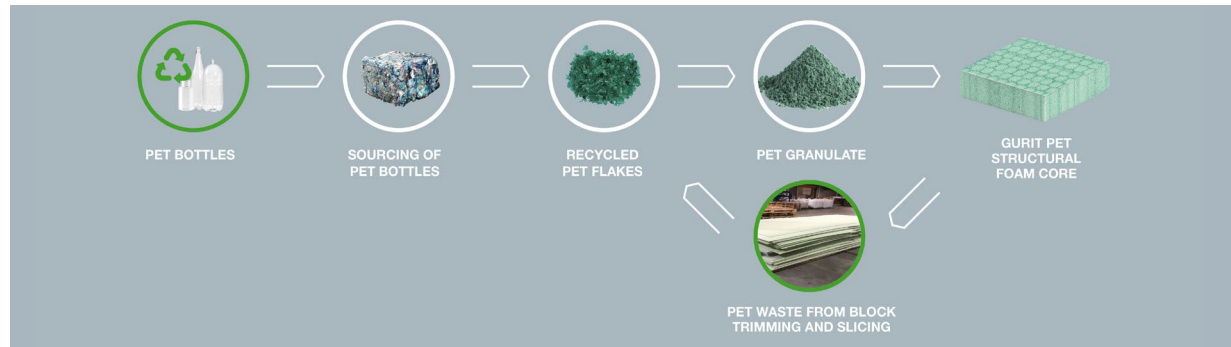 PET BOTTLES
SOURCING OF
PET BOTTLES
RECYCLED
PET FLAKES
PET GRANULATE
GURIT PET
STRUCTURAL
FOAM CORE
PET WASTE FROM BLOCK
TRIMMING AND SLICING